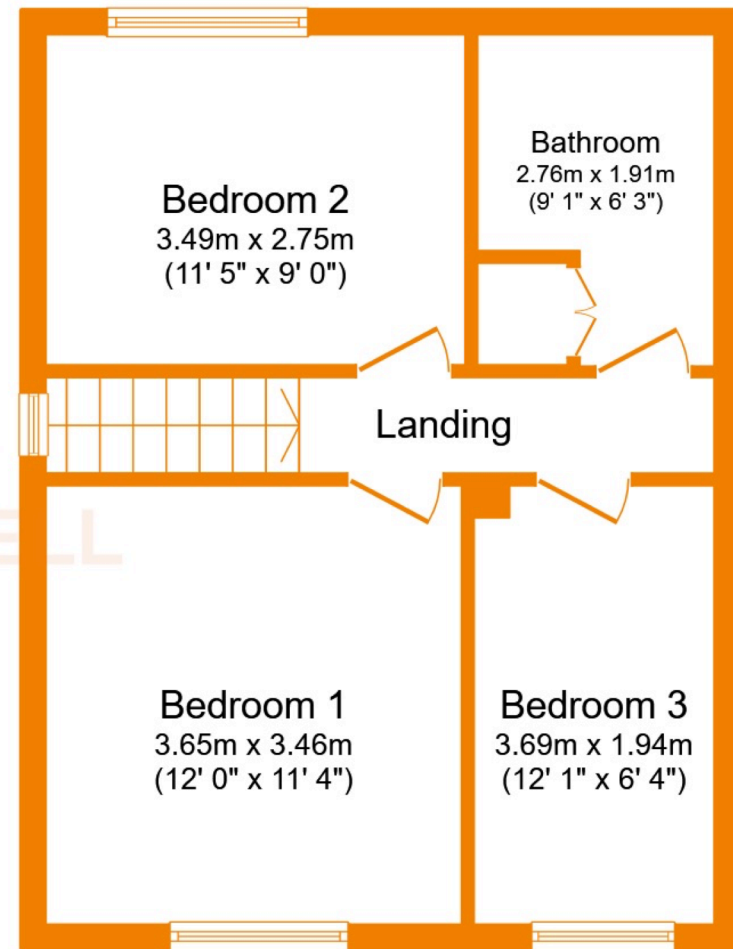 Bedroom 2
3.49m x 2.75m
(11' 5" x 9' 0")
Bathroom
2.76m x 1.91m
(9' 1" x 6' 3")
Landing
Bedroom 1
3.65m x 3.46m
(12' 0" x 11' 4")
Bedroom 3
3.69m x 1.94m
(12' 1" x 6' 4")